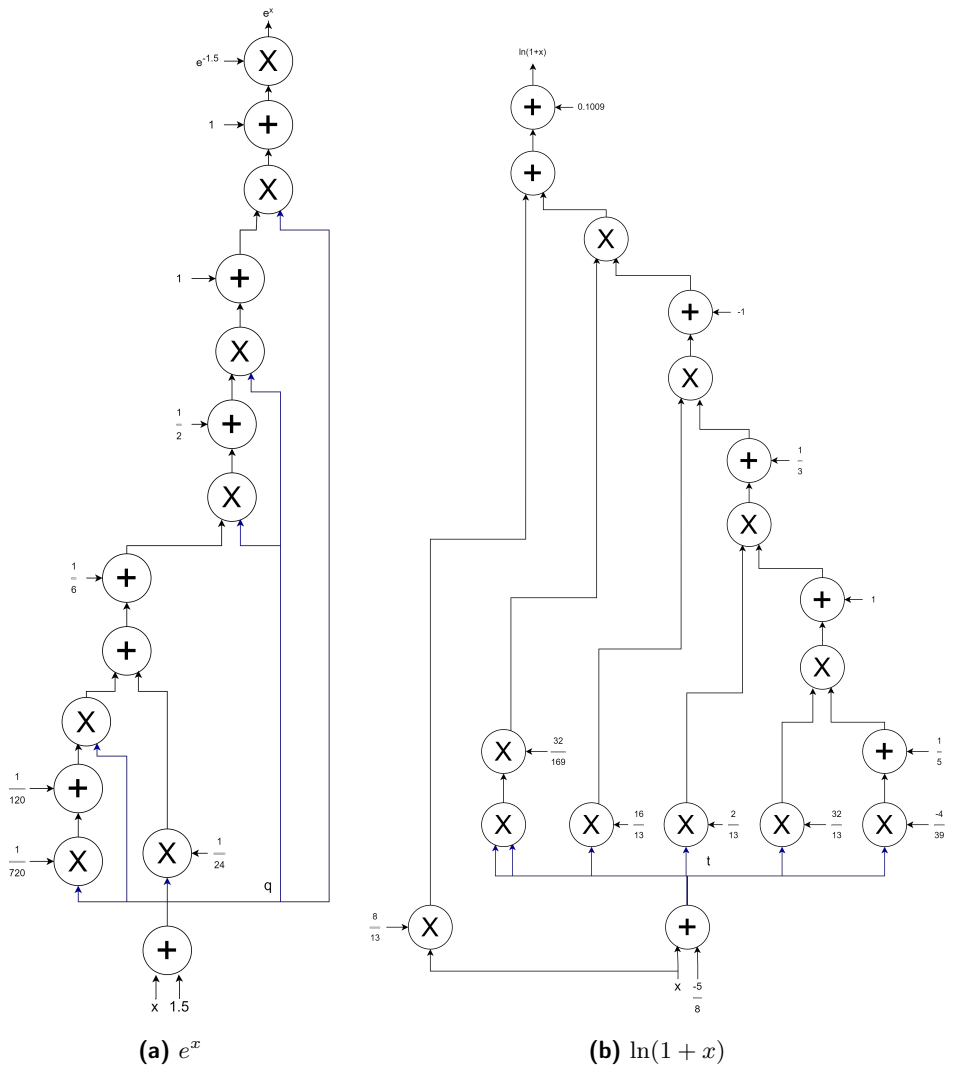 e^x
e^-1.5
X
1
+
X
1
+
X
1/2
+
X
1/6
+
+
X
1/120
+
1/720
X
X
1/24
q
+
x 1.5
(a) e^x
ln(1+x)
+
0.1009
+
X
+
-1
X
+
1/3
X
+
1
X
X
32/169
+
1/5
X
X
16/13
X
2/13
X
32/13
X
-4/39
t
8/13
X
+
x
-5/8
(b) ln(1 + x)